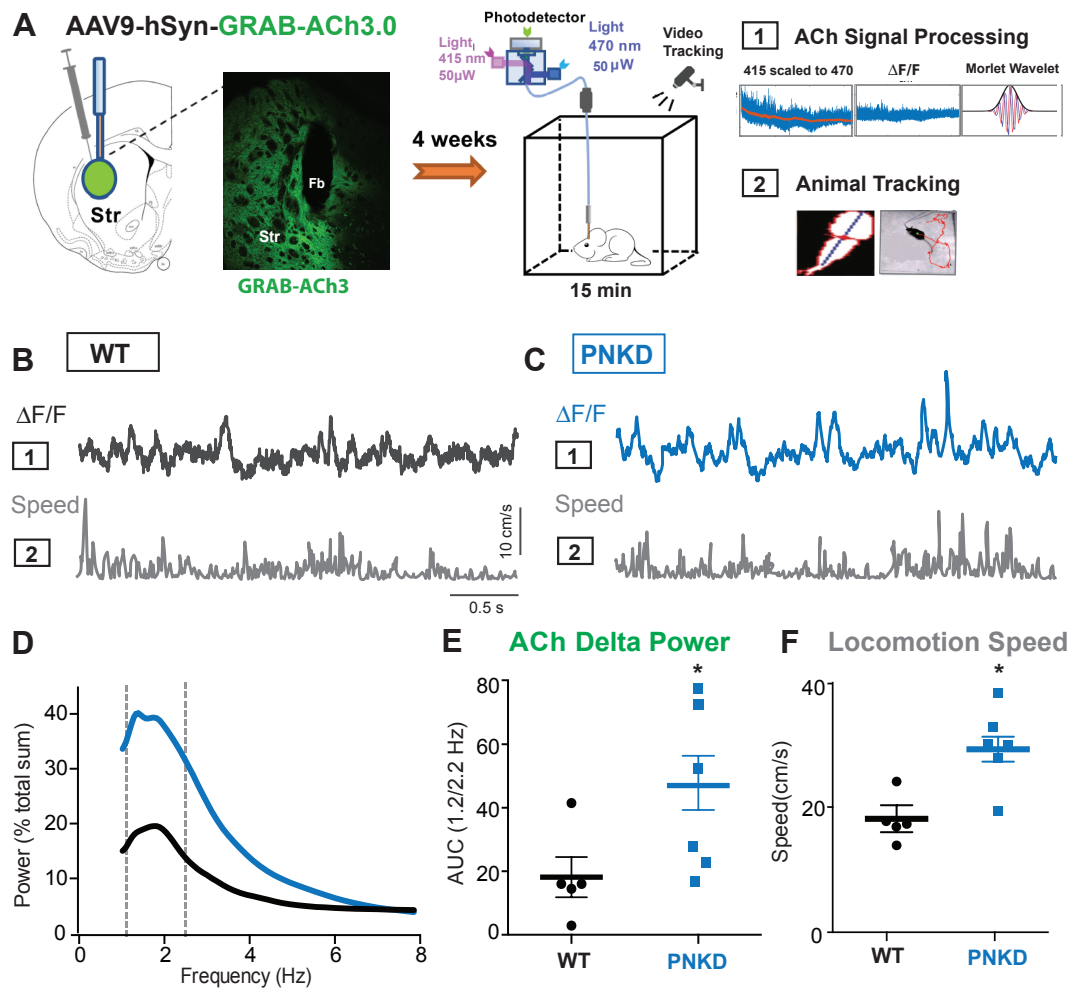 A
AAV9-hSyn-GRAB-ACh3.0
Str
Fb
Str
GRAB-ACh3
4 weeks
Photodetector
Light
415 nm
50µW
Light
470 nm
50µW
Video
Tracking
15 min
1 ACh Signal Processing
415 scaled to 470
ΔF/F
Morlet Wavelet
2 Animal Tracking
B WT
ΔF/F
1
Speed
2
10 cm/s
0.5 s
C PNKD
ΔF/F
1
Speed
2
D
Power (% total sum)
40
30
20
10
0
0 2 4 6 8
Frequency (Hz)
E ACh Delta Power
*
AUC (1.2/2.2 Hz)
80
60
40
20
0
WT PNKD
F Locomotion Speed
*
Speed(cm/s)
40
20
0
WT PNKD